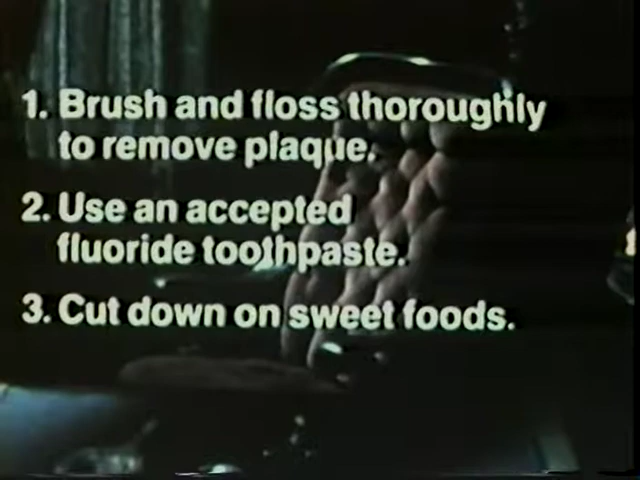 1. Brush and floss thoroughly
to remove plaque.
2. Use an accepted
fluoride toothpaste.
3. Cut down on sweet foods.